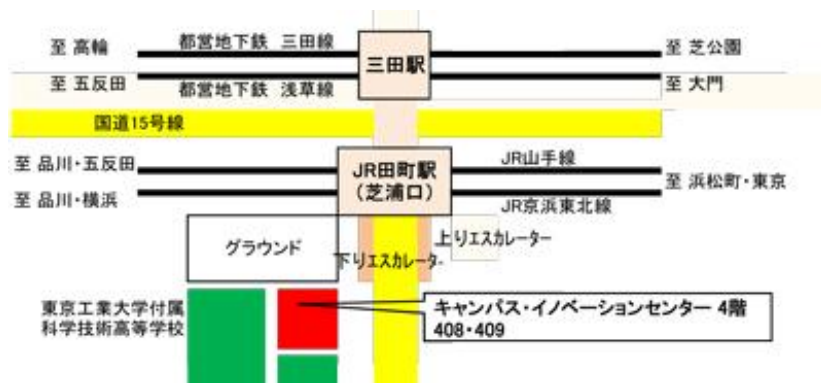 至 高輪
都営地下鉄 三田線
三田駅
至 芝公園
至 五反田
都営地下鉄 浅草線
至 大門
国道15号線
至 品川・五反田
JR田町駅
(芝浦口)
JR山手線
至 品川・横浜
至 浜松町・東京
JR京浜東北線
グラウンド
下りエスカレータ-
上りエスカレーター
東京工業大学付属
科学技術高等学校
キャンパス・イノベーションセンター 4階
408・409